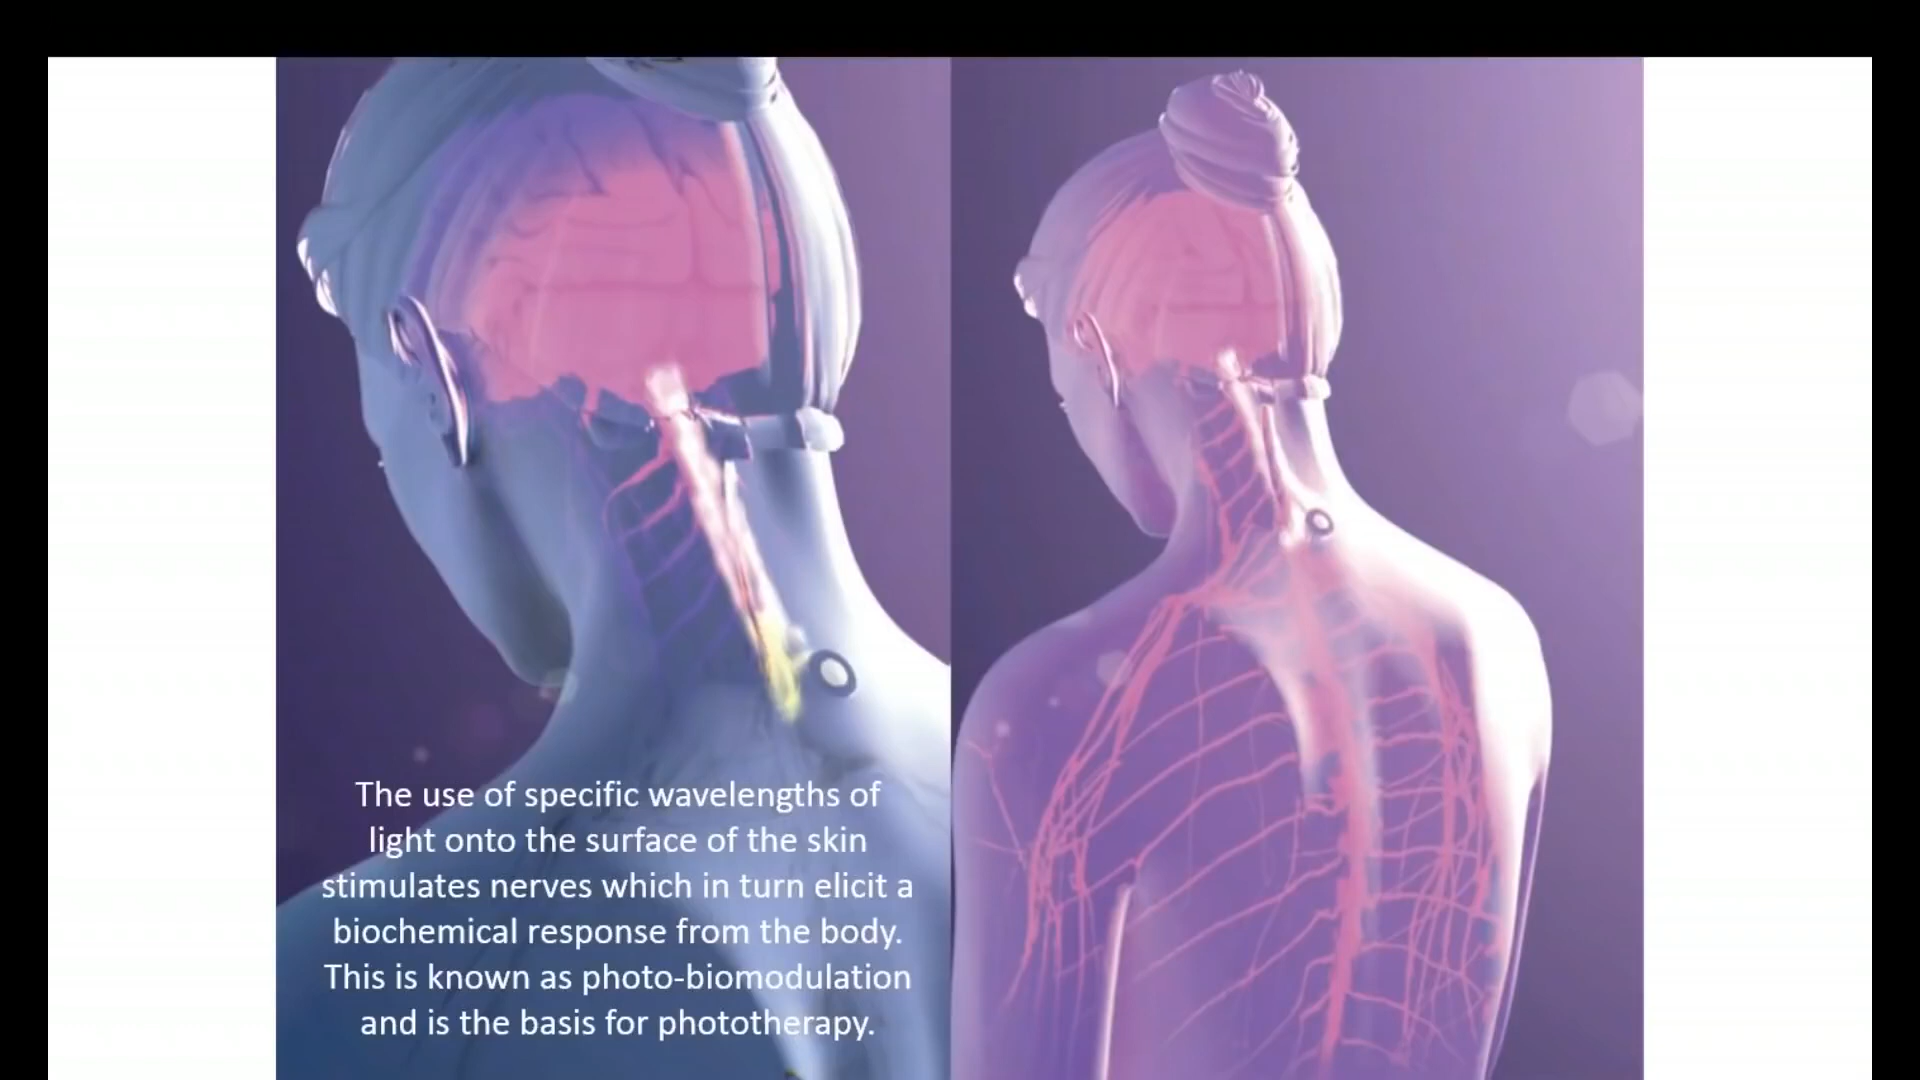 The use of specific wavelengths of
light onto the surface of the skin
stimulates nerves which in turn elicit a
biochemical response from the body.
This is known as photo-biomodulation
and is the basis for phototherapy.